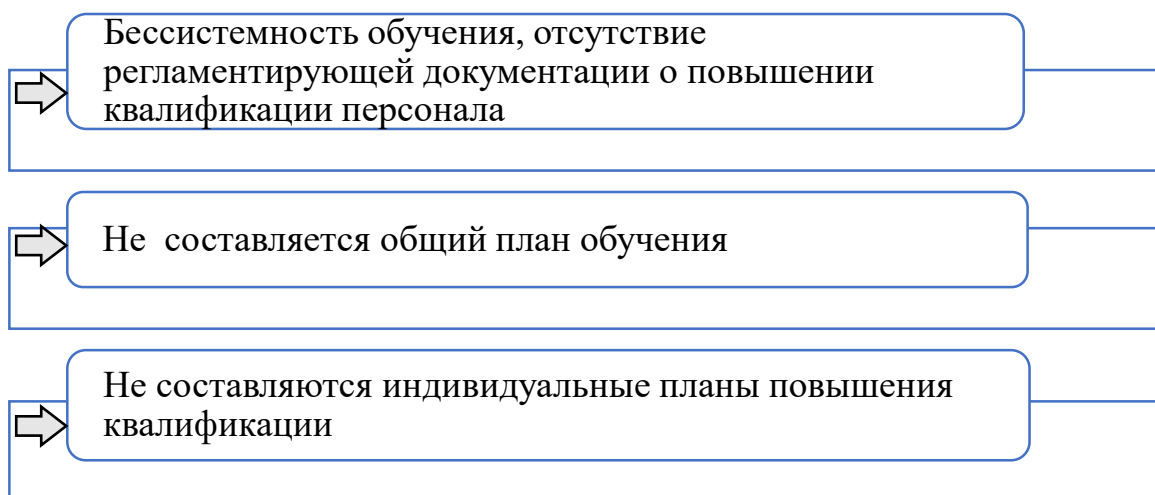 Бессистемность обучения, отсутствие
регламентирующей документации о повышении
квалификации персонала
Не  составляется общий план обучения
Не составляются индивидуальные планы повышения
квалификации